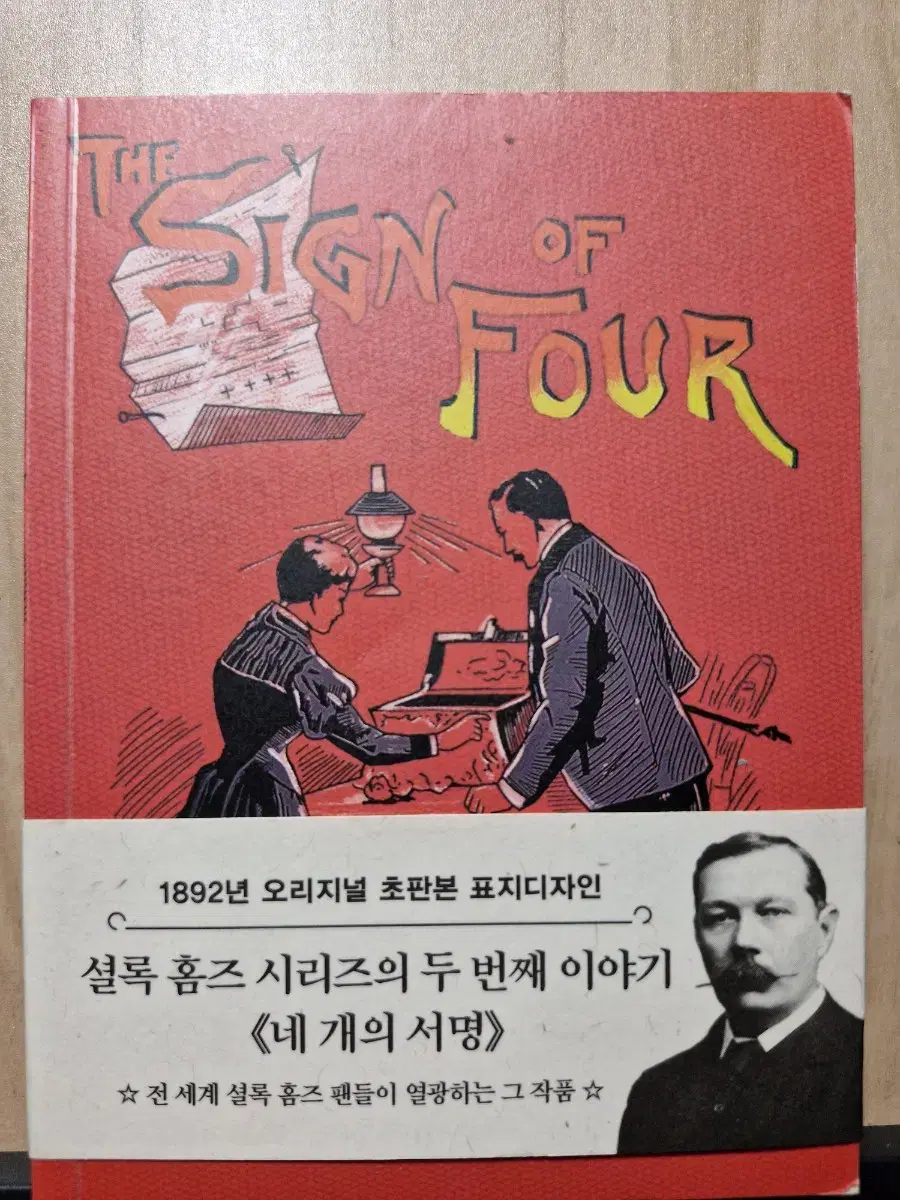 THE
SIGN OF
FOUR
++++
1892년 오리지널 초판본 표지디자인
셜록 홈즈 시리즈의 두 번째 이야기
《네 개의 서명》
☆ 전 세계 셜록 홈즈 팬들이 열광하는 그 작품 ☆